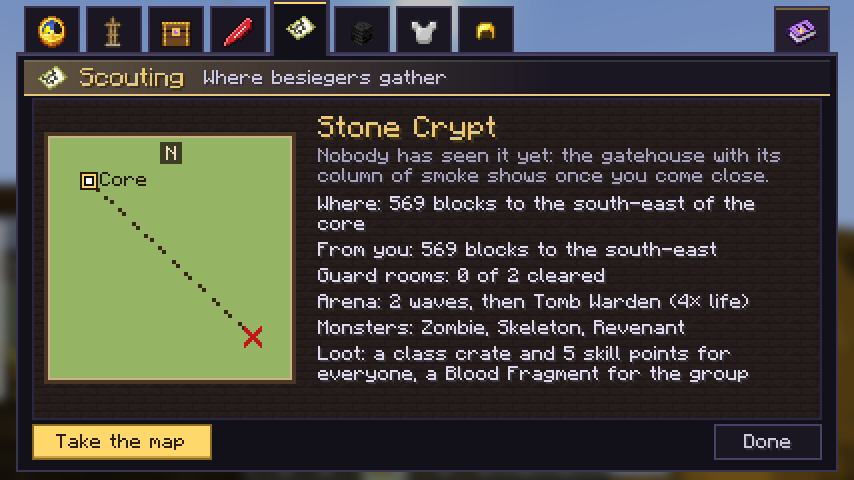 Scouting Where besiegers gather
N
Core
Stone Crypt
Nobody has seen it yet: the gatehouse with its
column of smoke shows once you come close.
Where: 569 blocks to the south-east of the
core
From you: 569 blocks to the south-east
Guard rooms: 0 of 2 cleared
Arena: 2 waves, then Tomb Warden (4× life)
Monsters: Zombie, Skeleton, Revenant
Loot: a class crate and 5 skill points for
everyone, a Blood Fragment for the group
Take the map
Done